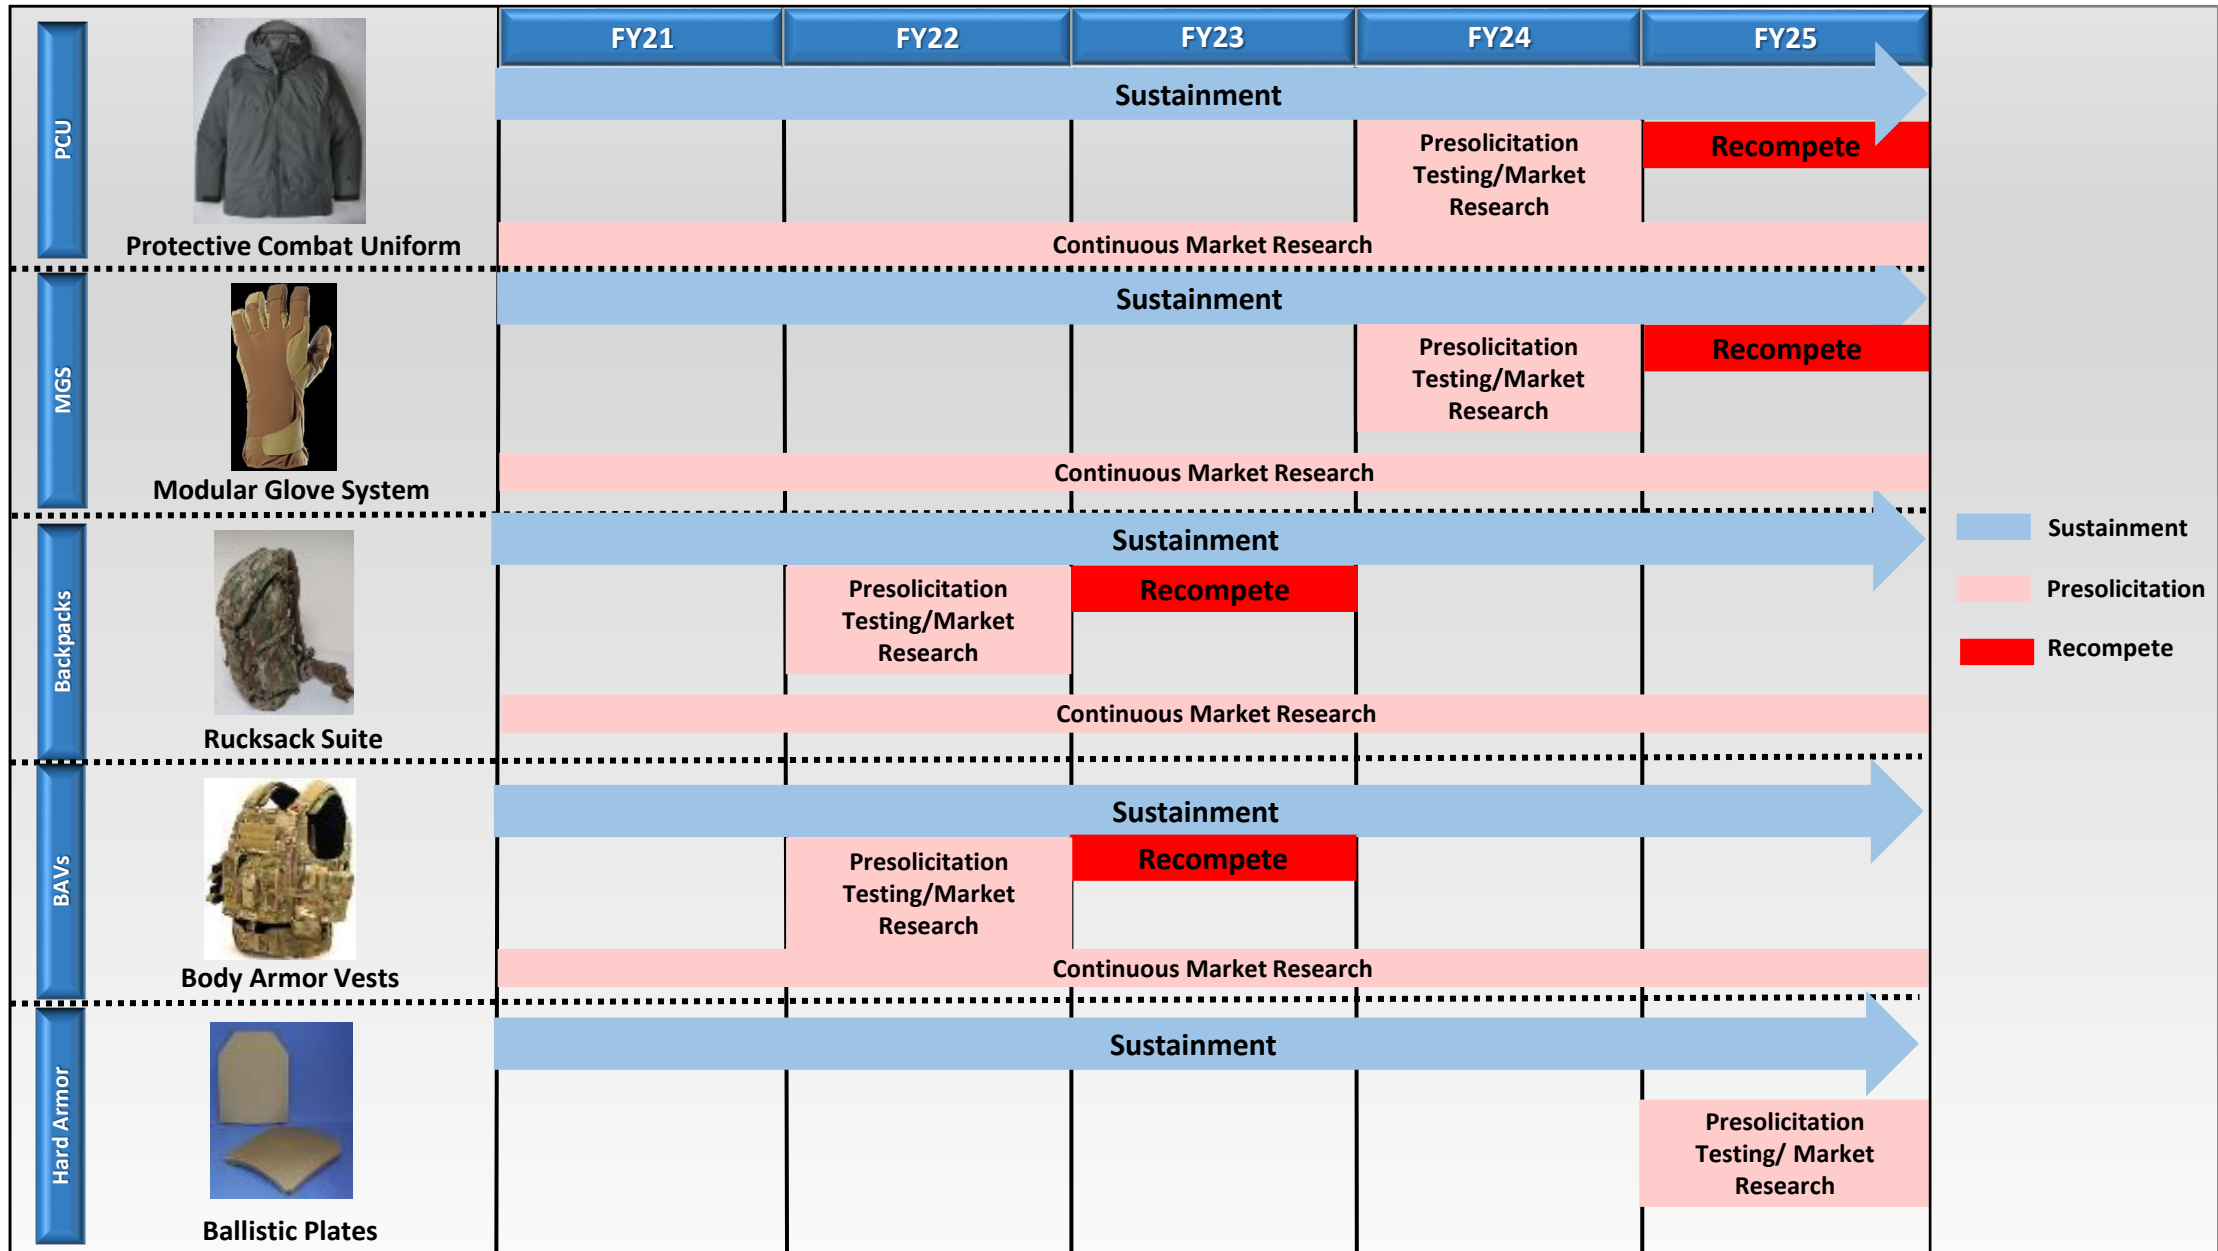 FY21
FY22
FY23
FY24
FY25
PCU
Protective Combat Uniform
Sustainment
Presolicitation
Testing/Market
Research
Recompete
Continuous Market Research
MGS
Modular Glove System
Sustainment
Presolicitation
Testing/Market
Research
Recompete
Continuous Market Research
Backpacks
Rucksack Suite
Sustainment
Presolicitation
Testing/Market
Research
Recompete
Continuous Market Research
BAVs
Body Armor Vests
Sustainment
Presolicitation
Testing/Market
Research
Recompete
Continuous Market Research
Hard Armor
Ballistic Plates
Sustainment
Presolicitation
Testing/ Market
Research
Sustainment
Presolicitation
Recompete